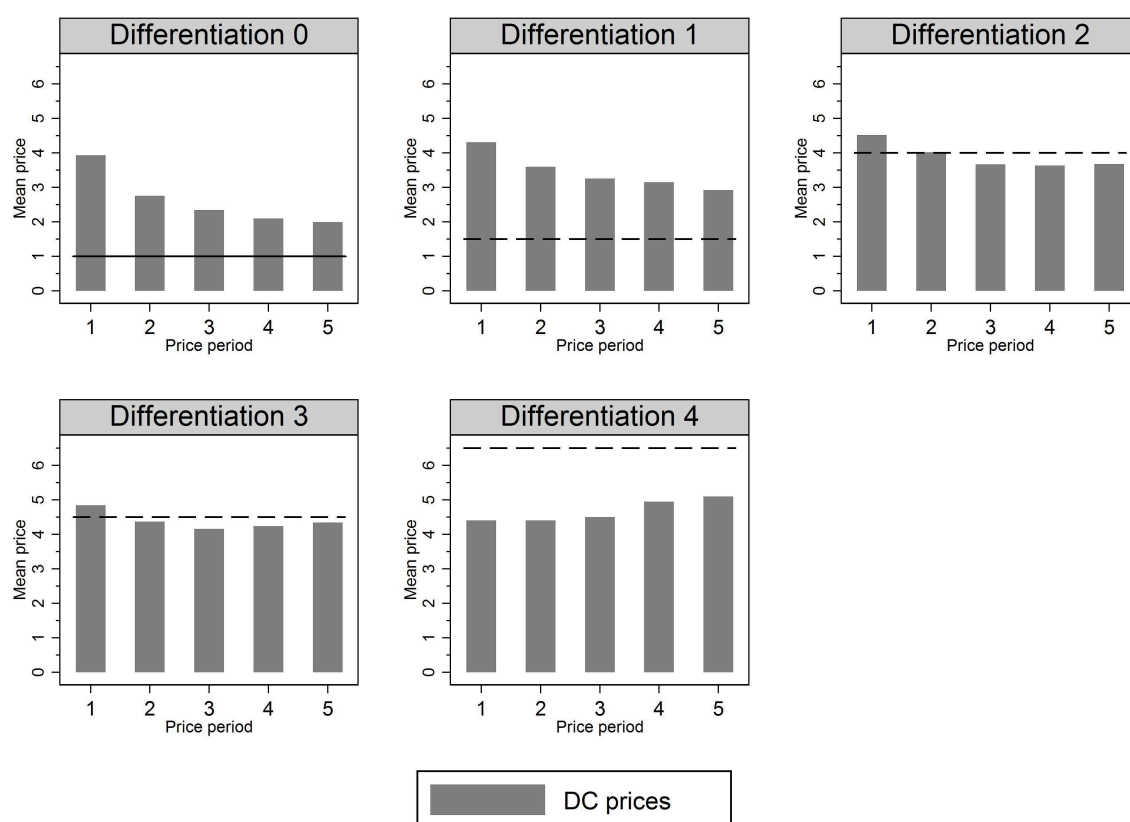 Differentiation 0
Mean price
6
5
4
3
2
1
0
1 2 3 4 5
Price period
Differentiation 1
Mean price
6
5
4
3
2
1
0
1 2 3 4 5
Price period
Differentiation 2
Mean price
6
5
4
3
2
1
0
1 2 3 4 5
Price period
Differentiation 3
Mean price
6
5
4
3
2
1
0
1 2 3 4 5
Price period
Differentiation 4
Mean price
6
5
4
3
2
1
0
1 2 3 4 5
Price period
DC prices